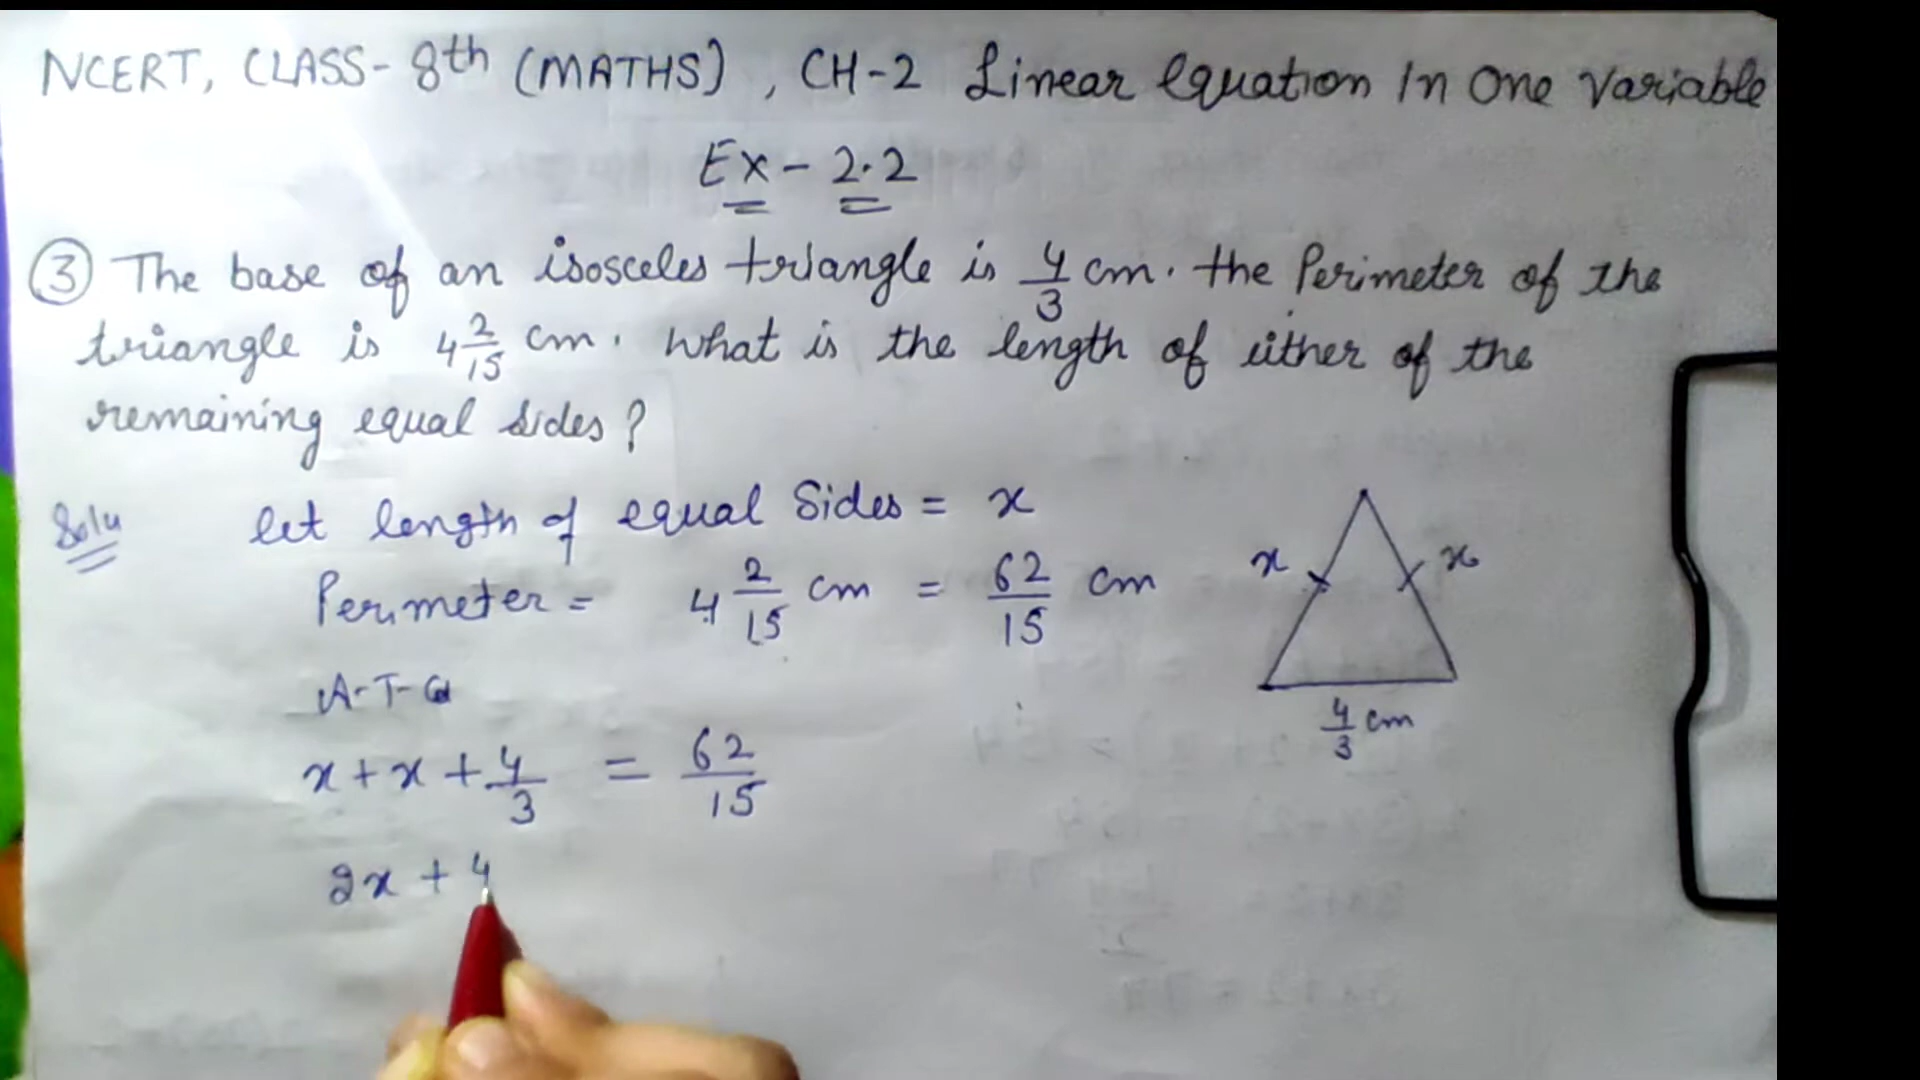 NCERT, CLASS-8th (MATHS), CH-2 Linear Equation In One Variable
Ex-2.2
③ The base of an isosceles triangle is 4/3 cm. the Perimeter of the
triangle is 4 2/15 cm. What is the length of either of the
remaining equal sides?
Solu
let length of equal Sides = x
Perimeter = 4 2/15 cm = 62/15 cm
A-T-Q
x + x + 4/3 = 62/15
2x + 4
x x
4/3 cm